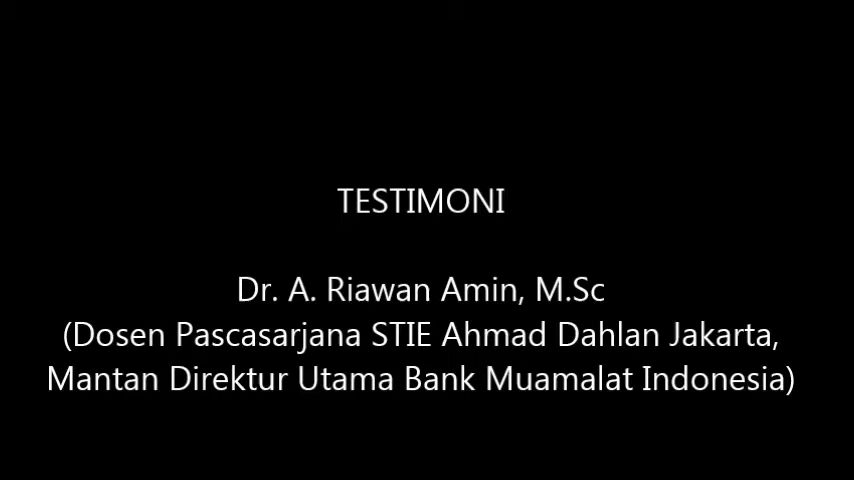 TESTIMONI
Dr. A. Riawan Amin, M.Sc
(Dosen Pascasarjana STIE Ahmad Dahlan Jakarta,
Mantan Direktur Utama Bank Muamalat Indonesia)